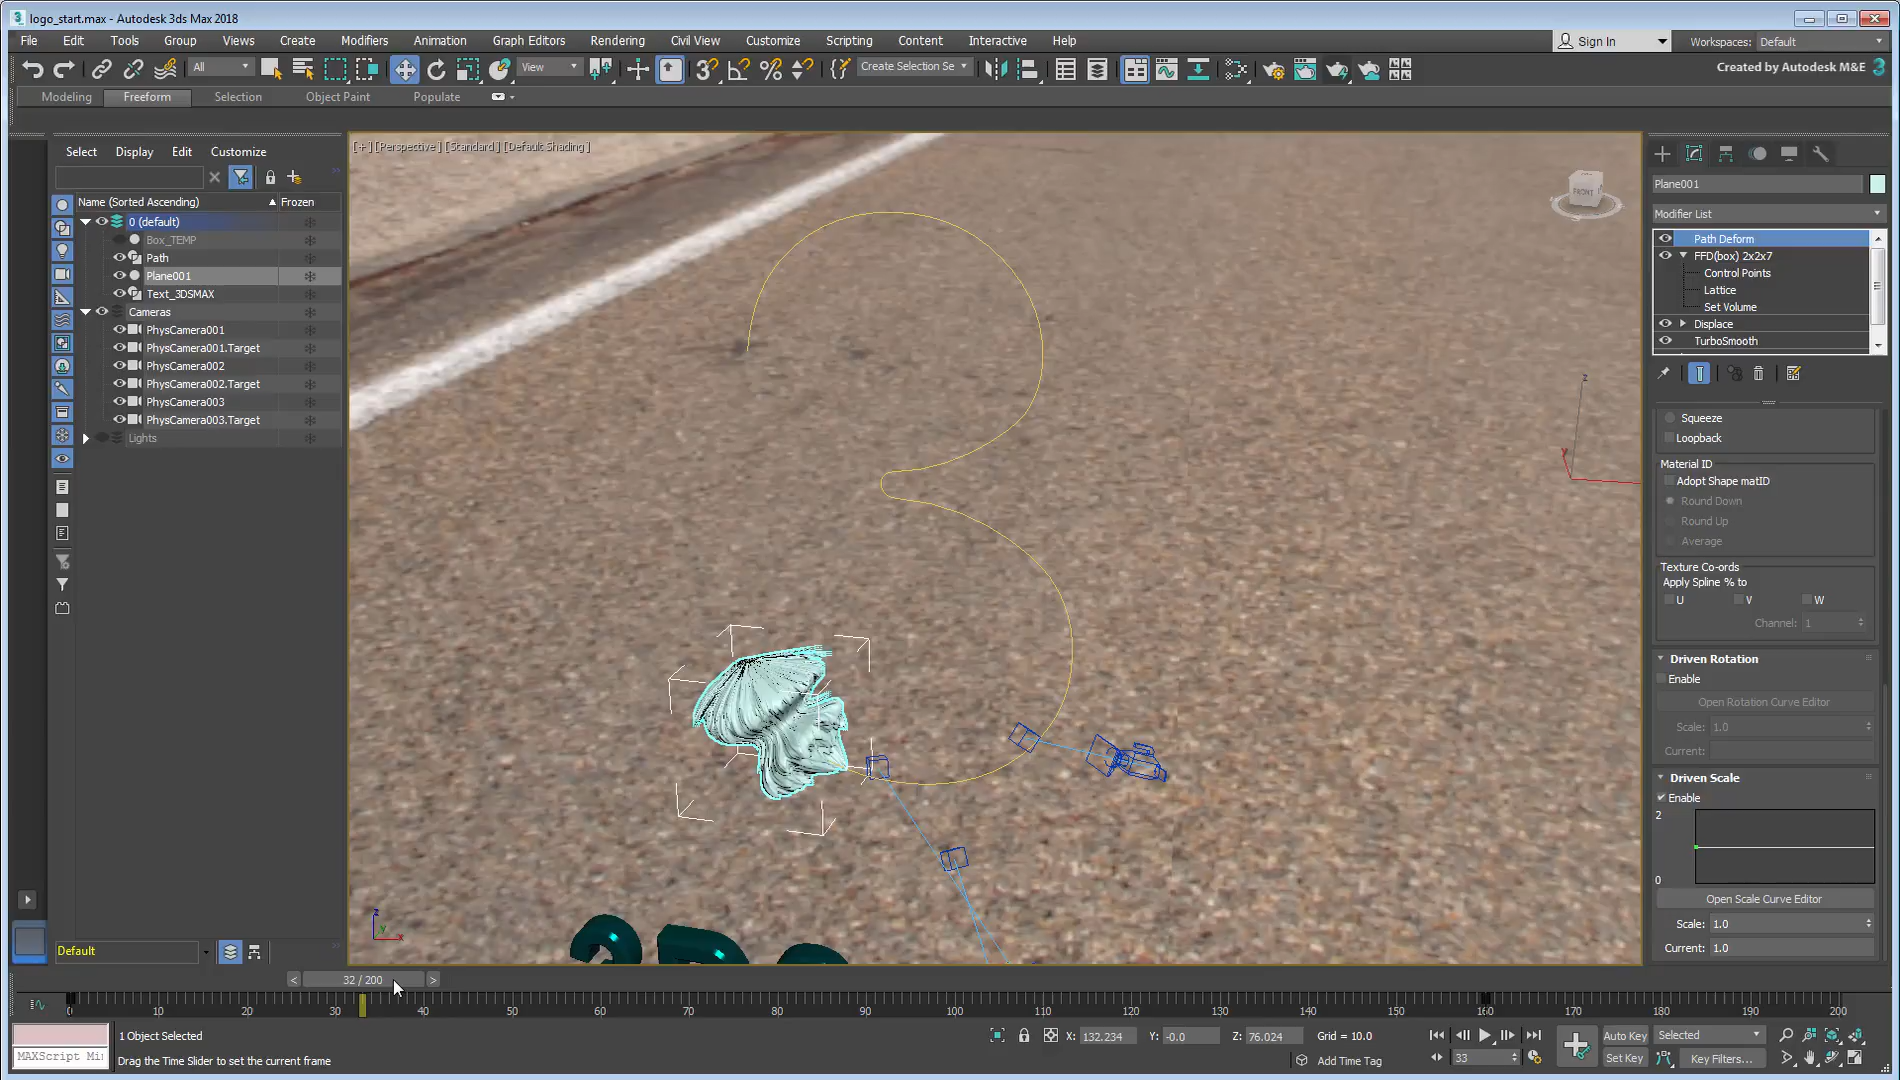 logo_start.max - Autodesk 3ds Max 2018
File Edit Tools Group Views Create Modifiers Animation Graph Editors Rendering Civil View Customize Scripting Content Interactive Help
Sign In Workspaces: Default
All View Create Selection Se Created by Autodesk M&E
Modeling Freeform Selection Object Paint Populate
Select Display Edit Customize
Name (Sorted Ascending) Frozen
0 (default)
Box_TEMP
Path
Plane001
Text_3DSMAX
Cameras
PhysCamera001
PhysCamera001.Target
PhysCamera002
PhysCamera002.Target
PhysCamera003
PhysCamera003.Target
Lights
Default
[+] [Perspective] [Standard] [Default Shading]
FRONT
z
y
z
y
x
Plane001
Modifier List
Path Deform
FFD(box) 2x2x7
Control Points
Lattice
Set Volume
Displace
TurboSmooth
Squeeze
Loopback
Material ID
Adopt Shape matID
Round Down
Round Up
Average
Texture Co-ords
Apply Spline % to
U V W
Channel: 1
Driven Rotation
Enable
Open Rotation Curve Editor
Scale: 1.0
Current:
Driven Scale
Enable
2
0
Open Scale Curve Editor
Scale: 1.0
Current: 1.0
< 32 / 200 >
0 10 20 30 40 50 60 70 80 90 100 110 120 130 140 150 160 170 180 190 200
1 Object Selected X: 132.234 Y: -0.0 Z: 76.024 Grid = 10.0 Auto Key Selected
MAXScript Mi Drag the Time Slider to set the current frame Add Time Tag 33 Set Key Key Filters...